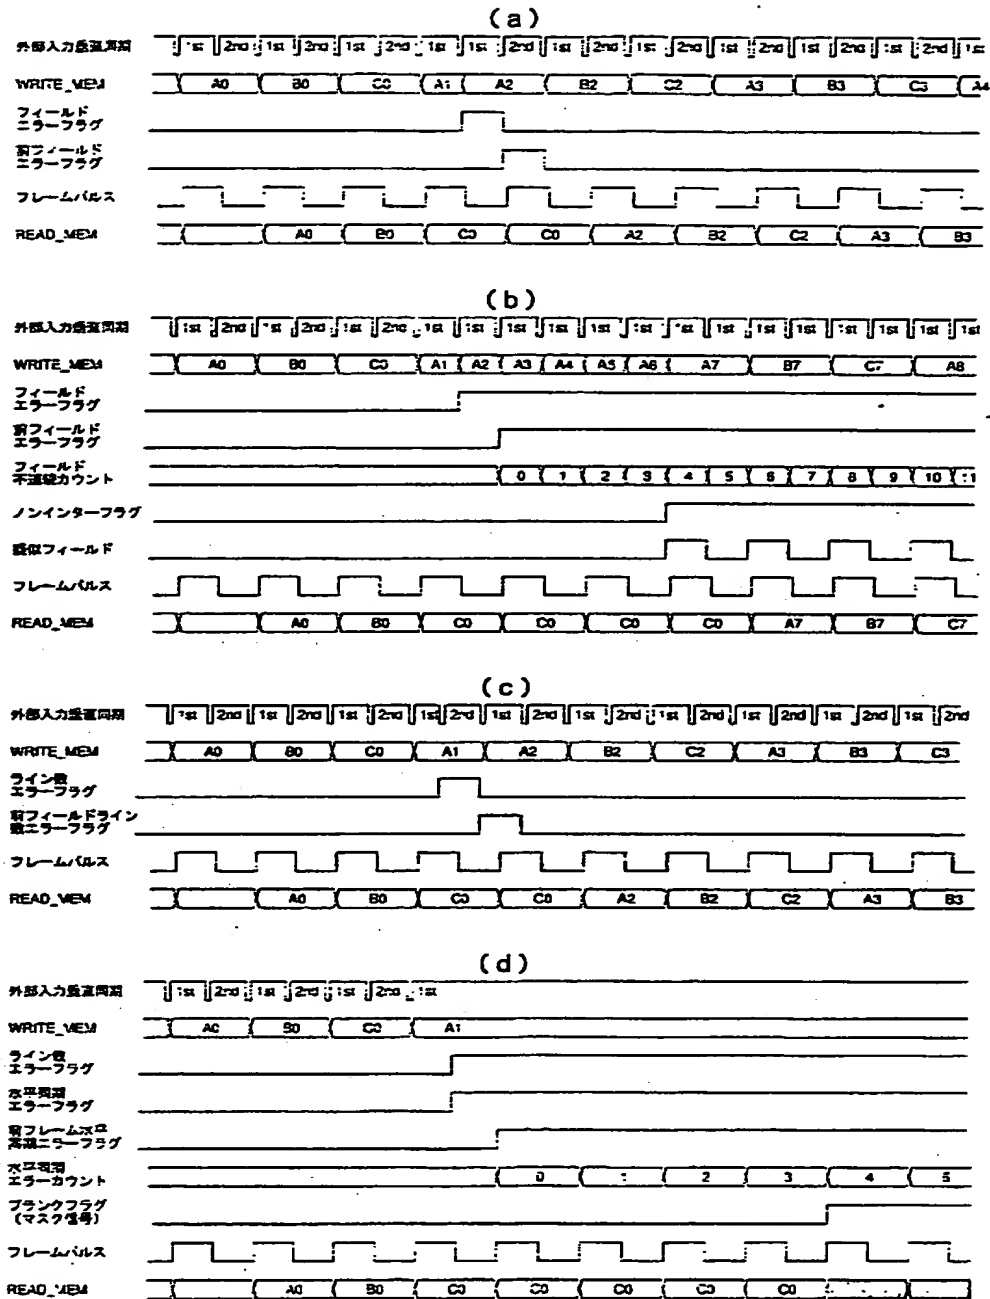 (a)
外部入力垂直同期 1st 2nd 1st 2nd 1st 2nd 1st 1st 2nd 1st 2nd 1st 2nd 1st 2nd 1st 2nd 1st 2nd 1st
WRITE_MEM A0 B0 C0 A1 A2 B2 C2 A3 B3 C3 A4
フィールド
エラーフラグ
前フィールド
エラーフラグ
フレームパルス
READ_MEM A0 B0 C0 C0 A2 B2 C2 A3 B3
(b)
外部入力垂直同期 1st 2nd 1st 2nd 1st 2nd 1st 1st 1st 1st 1st 1st 1st 1st 1st 1st 1st 1st 1st 1st
WRITE_MEM A0 B0 C0 A1 A2 A3 A4 A5 A6 A7 B7 C7 A8
フィールド
エラーフラグ
前フィールド
エラーフラグ
フィールド
不連続カウント 0 1 2 3 4 5 6 7 8 9 10 11
ノンインターフラグ
疑似フィールド
フレームパルス
READ_MEM A0 B0 C0 C0 C0 C0 A7 B7 C7
(c)
外部入力垂直同期 1st 2nd 1st 2nd 1st 2nd 1st 2nd 1st 2nd 1st 2nd 1st 2nd 1st 2nd 1st 2nd 1st 2nd
WRITE_MEM A0 B0 C0 A1 A2 B2 C2 A3 B3 C3
ライン数
エラーフラグ
前フィールドライン
数エラーフラグ
フレームパルス
READ_MEM A0 B0 C0 C0 A2 B2 C2 A3 B3
(d)
外部入力垂直同期 1st 2nd 1st 2nd 1st 2nd 1st
WRITE_MEM A0 B0 C0 A1
ライン数
エラーフラグ
水平同期
エラーフラグ
前フレーム水平
同期エラーフラグ
水平同期
エラーカウント 0 1 2 3 4 5
ブランクフラグ
(マスク信号)
フレームパルス
READ_MEM A0 B0 C0 C0 C0 C0 C0